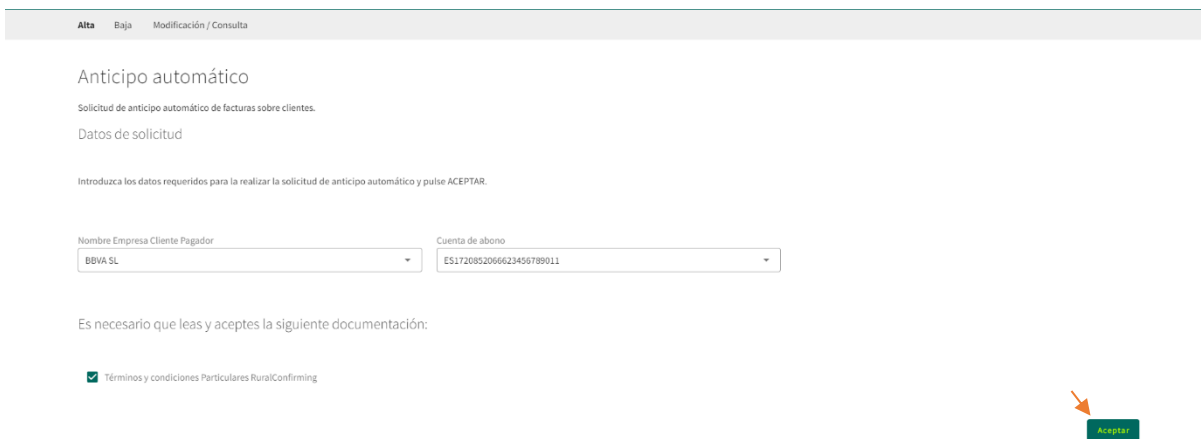 Alta Baja Modificación / Consulta
Anticipo automático
Solicitud de anticipo automático de facturas sobre clientes.
Datos de solicitud
Introduzca los datos requeridos para la realizar la solicitud de anticipo automático y pulse ACEPTAR.
Nombre Empresa Cliente Pagador Cuenta de abono
BBVA SL ES1720852066623456789011
Es necesario que leas y aceptes la siguiente documentación:
Términos y condiciones Particulares RuralConfirming
Aceptar